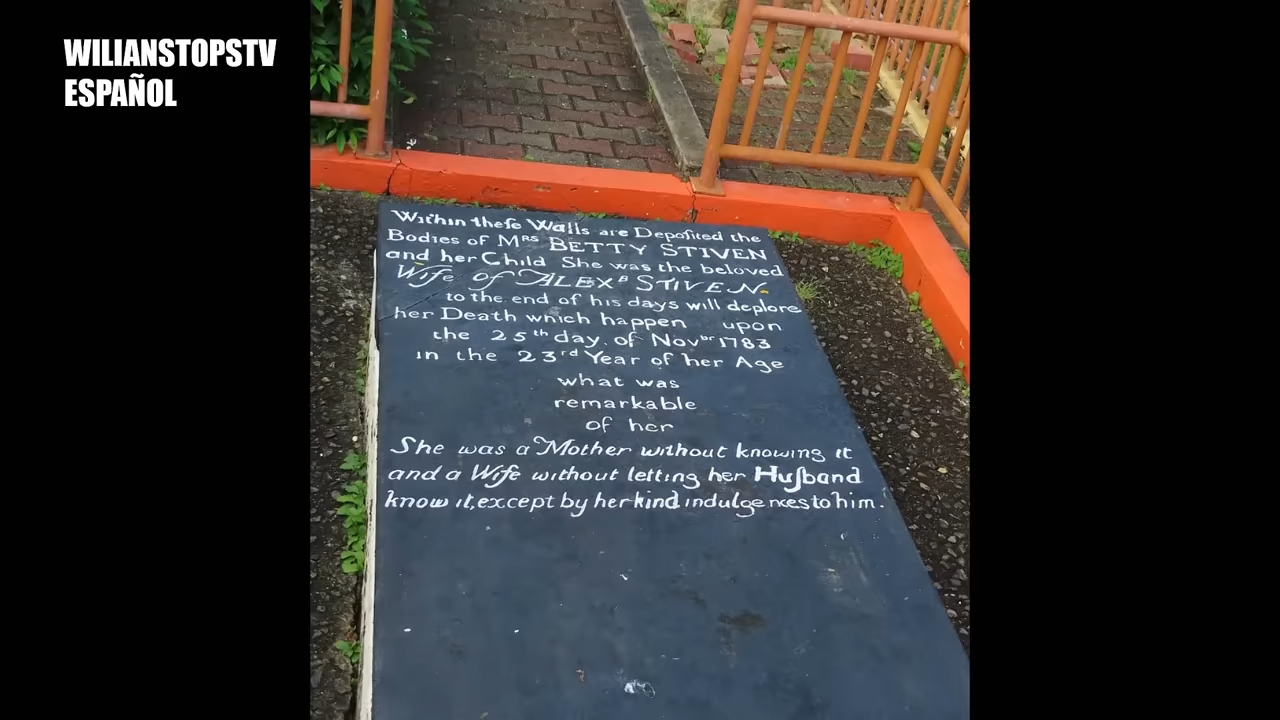 WILIANSTOPSTV
ESPAÑOL
Within theſe Walls are Depoſited the
Bodies of Mrs BETTY STIVEN
and her Child She was the beloved
Wife of ALEXR STIVEN.
to the end of his days will deplore
her Death which happen upon
the 25th day. of Novbr 1783
in the 23rd Year of her Age
what was
remarkable
of her
She was a Mother without knowing it
and a Wife without letting her Huſband
know it, except by her kind indulgences to him.